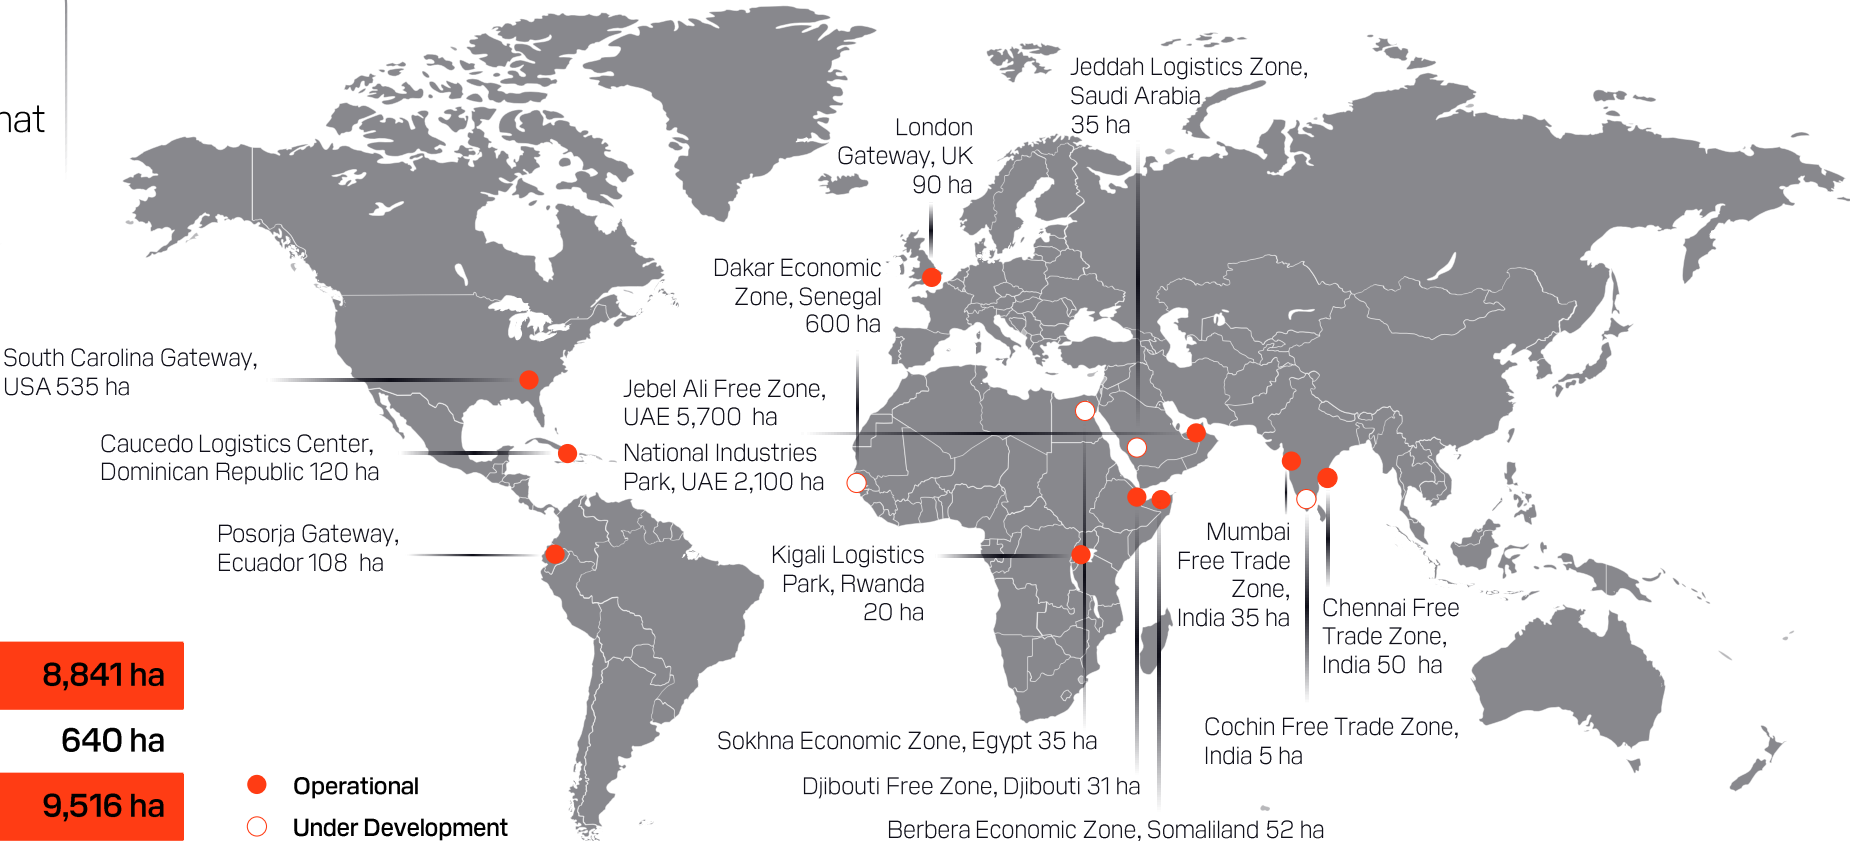 hat
Jeddah Logistics Zone,
Saudi Arabia
35 ha
London
Gateway, UK
90 ha
Dakar Economic
Zone, Senegal
600 ha
South Carolina Gateway,
USA 535 ha
Jebel Ali Free Zone,
UAE 5,700 ha
Caucedo Logistics Center,
Dominican Republic 120 ha
National Industries
Park, UAE 2,100 ha
Posorja Gateway,
Ecuador 108 ha
Kigali Logistics
Park, Rwanda
20 ha
Mumbai
Free Trade
Zone,
India 35 ha
Chennai Free
Trade Zone,
India 50 ha
Cochin Free Trade Zone,
India 5 ha
Sokhna Economic Zone, Egypt 35 ha
Djibouti Free Zone, Djibouti 31 ha
Berbera Economic Zone, Somaliland 52 ha
8,841 ha
640 ha
9,516 ha
Operational
Under Development